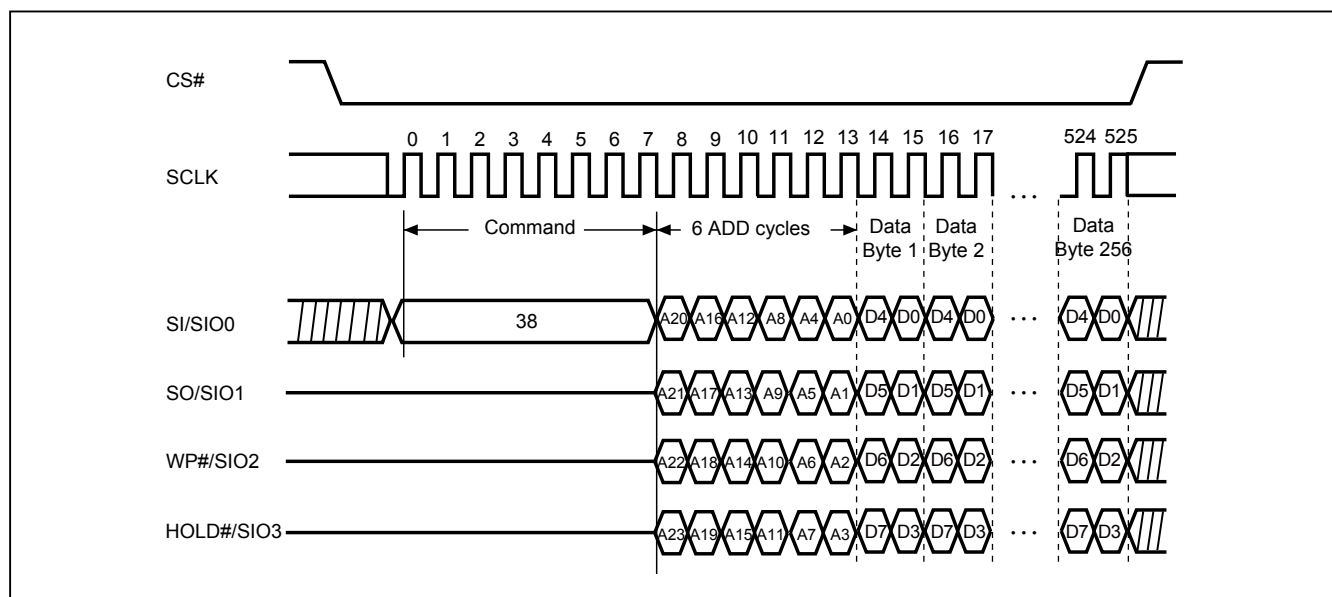 CS#
0 1 2 3 4 5 6 7 8 9 10 11 12 13 14 15 16 17 524 525
SCLK
...
Command 6 ADD cycles Data Data Data
Byte 1 Byte 2 Byte 256
SI/SIO0 38 A20 A16 A12 A8 A4 A0 D4 D0 D4 D0 ... D4 D0
SO/SIO1 A21 A17 A13 A9 A5 A1 D5 D1 D5 D1 ... D5 D1
WP#/SIO2 A22 A18 A14 A10 A6 A2 D6 D2 D6 D2 ... D6 D2
HOLD#/SIO3 A23 A19 A15 A11 A7 A3 D7 D3 D7 D3 ... D7 D3